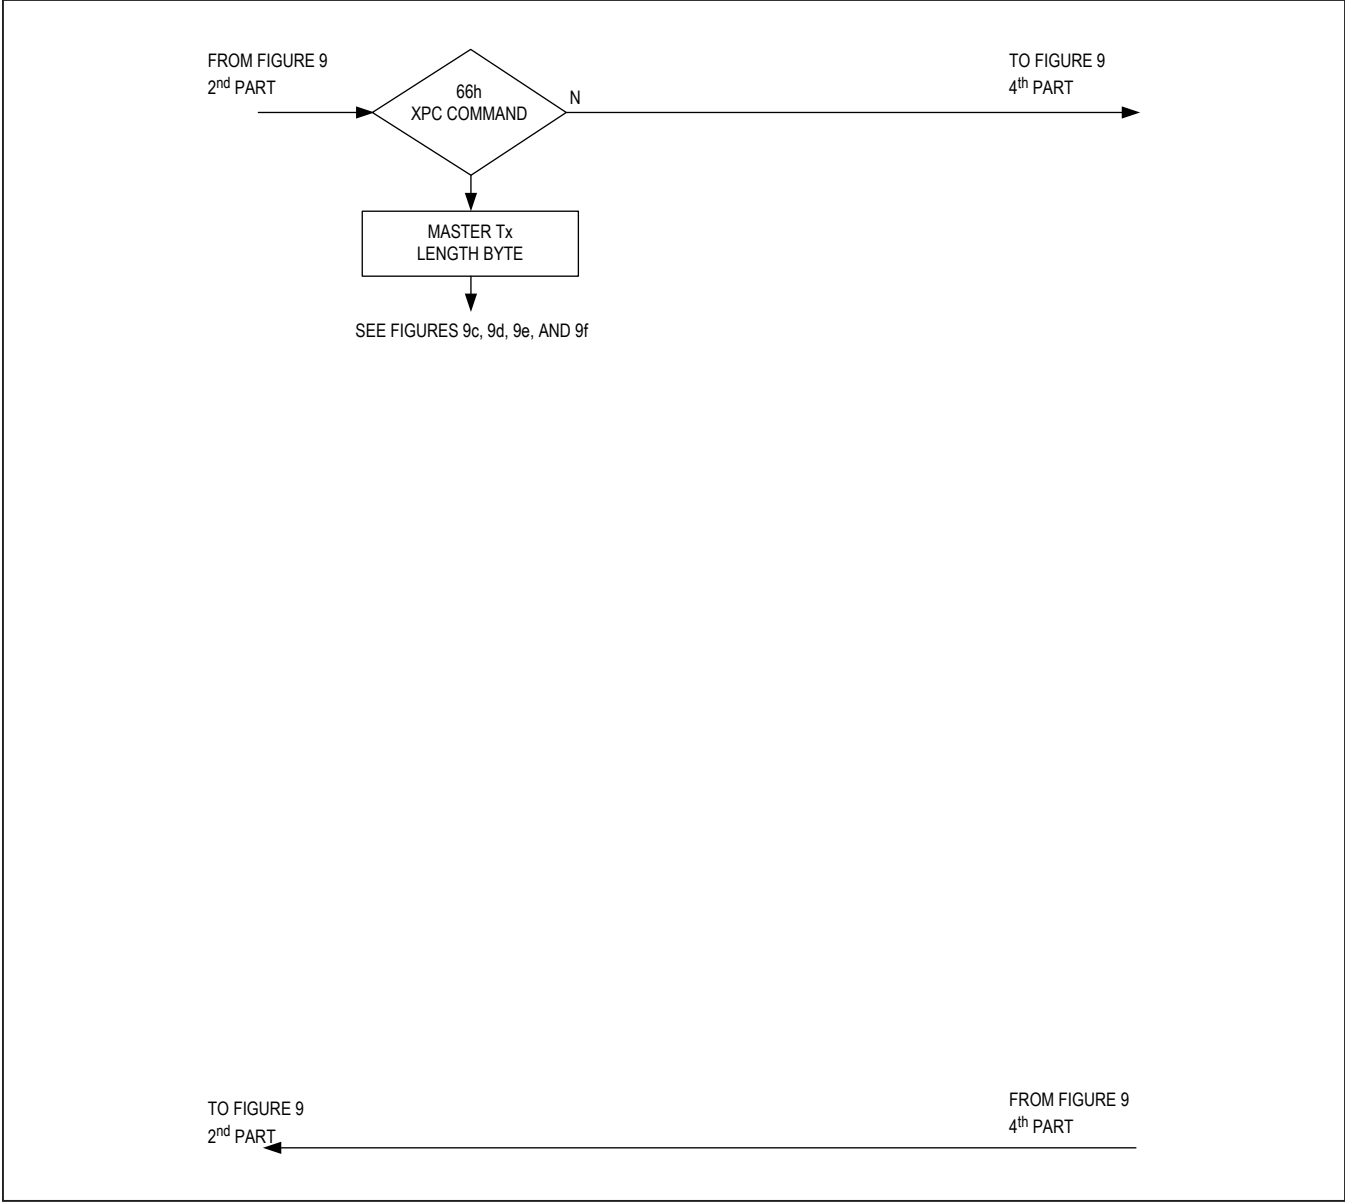 FROM FIGURE 9
2nd PART
66h
XPC COMMAND
N
TO FIGURE 9
4th PART
MASTER Tx
LENGTH BYTE
SEE FIGURES 9c, 9d, 9e, AND 9f
TO FIGURE 9
2nd PART
FROM FIGURE 9
4th PART